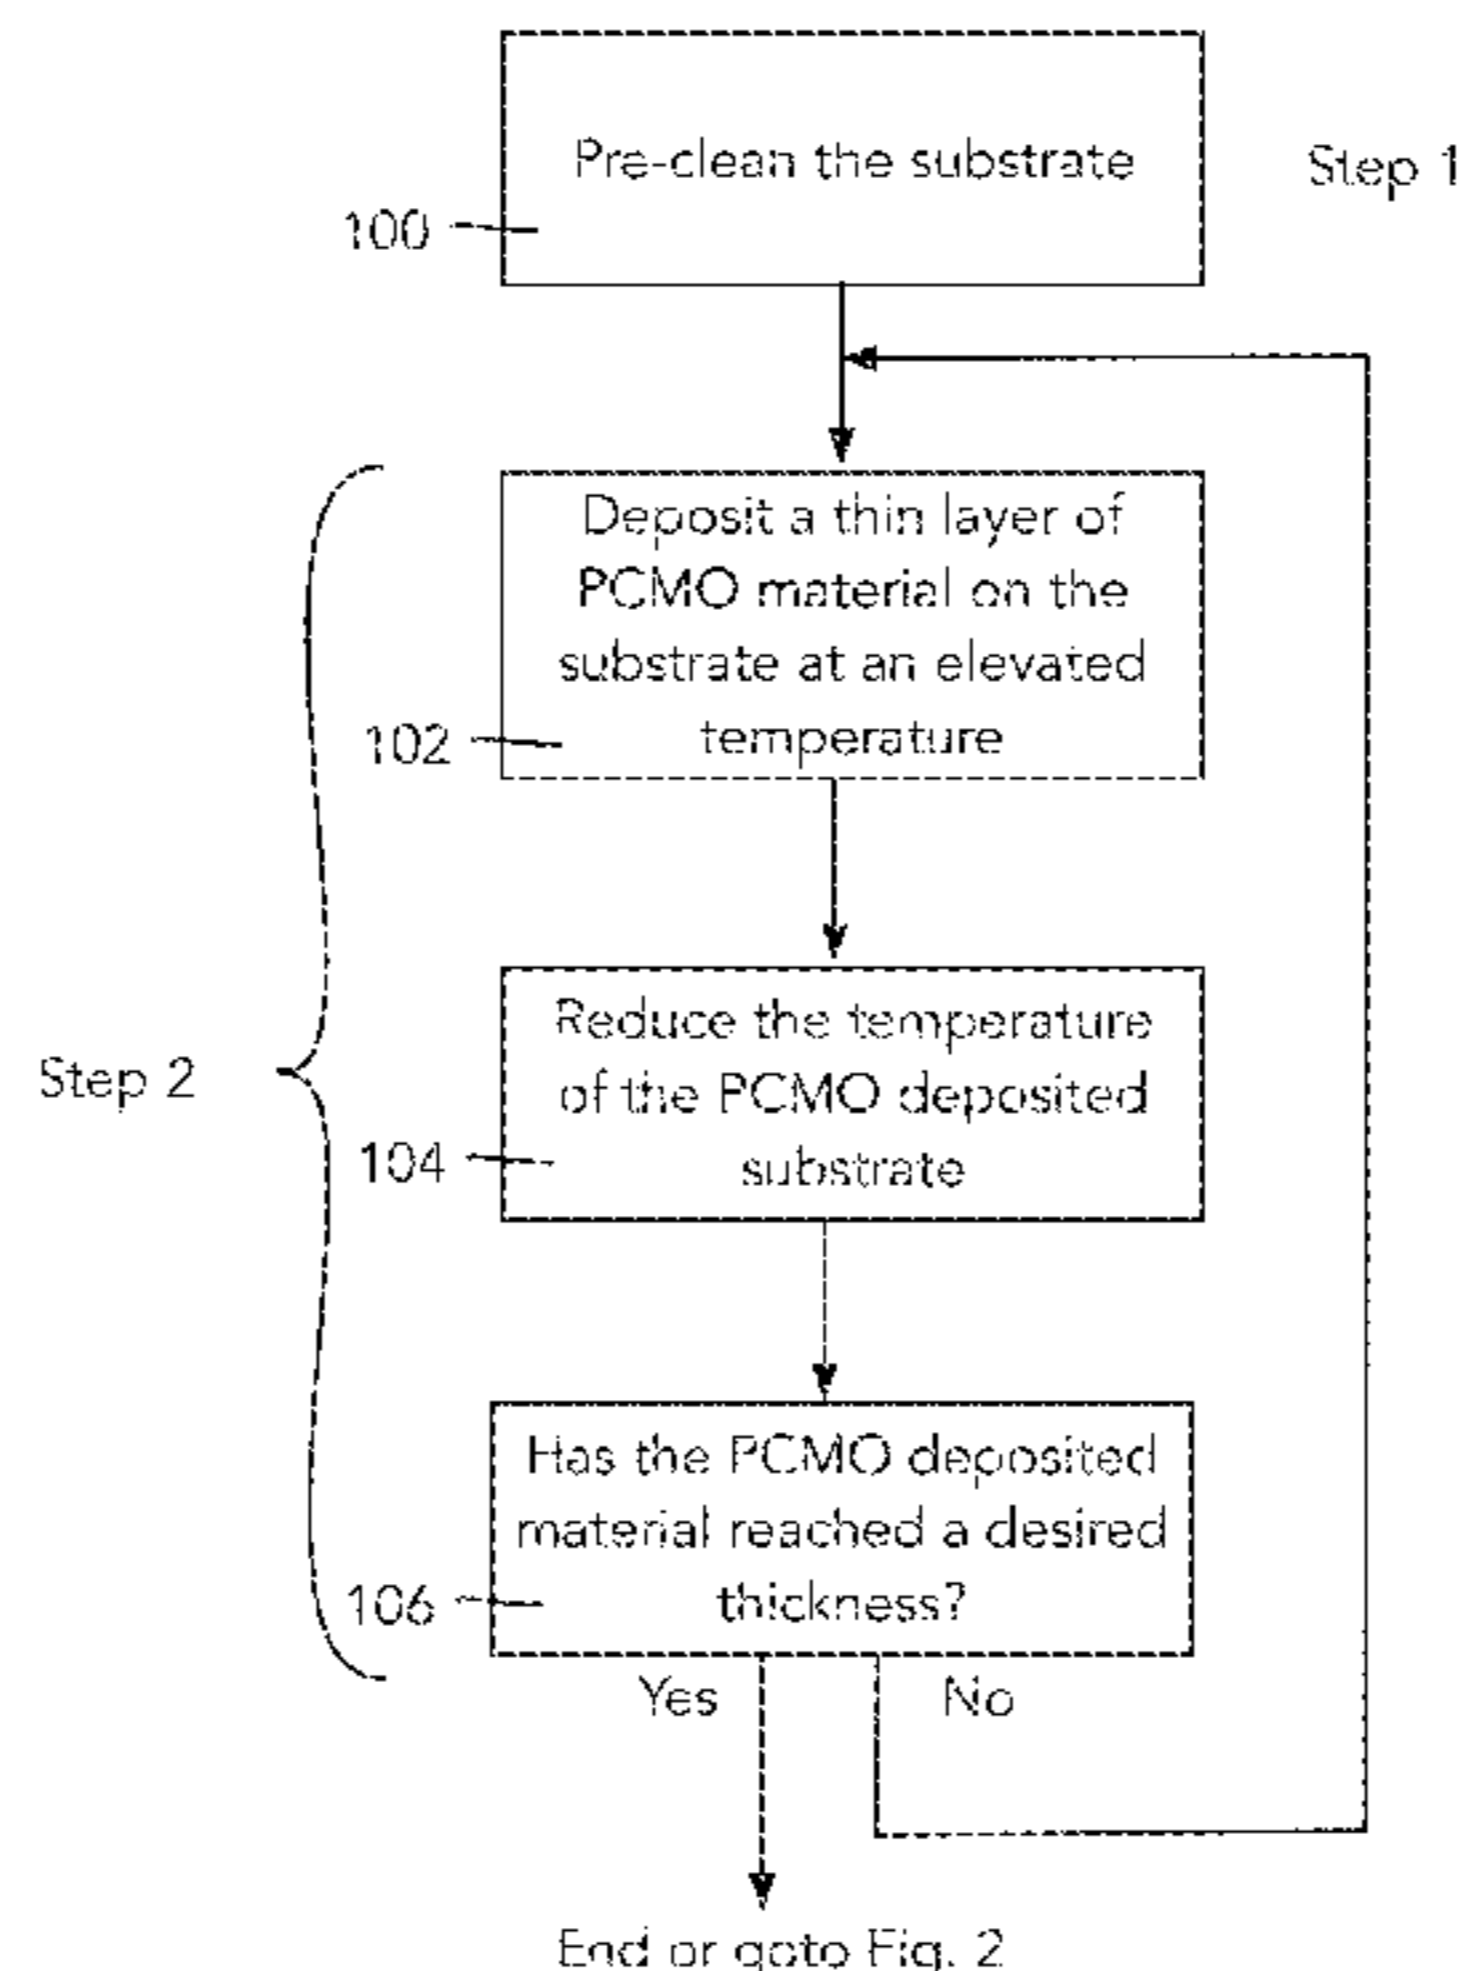 Pre-clean the substrate
Step 1
100
Deposit a thin layer of
PCMO material on the
substrate at an elevated
temperature
102
Reduce the temperature
of the PCMO deposited
substrate
Step 2
104
Has the PCMO deposited
material reached a desired
thickness?
106
Yes
No
End or goto Fig. 2